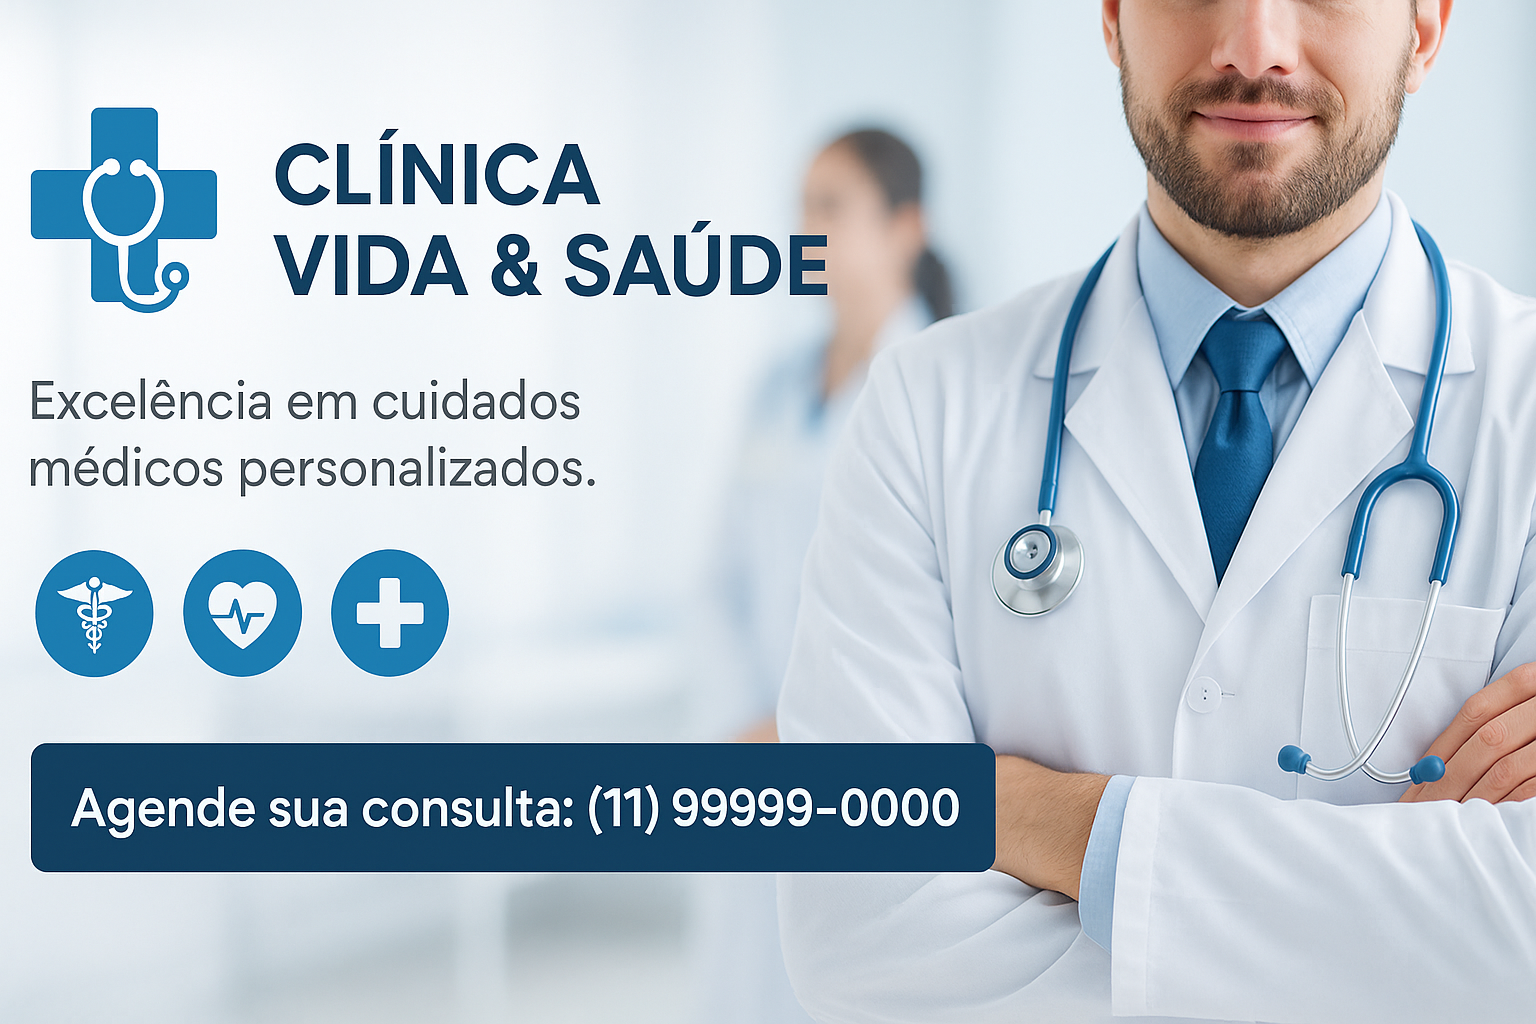 CLÍNICA
VIDA & SAÚDE
Excelência em cuidados
médicos personalizados.
Agende sua consulta: (11) 99999-0000